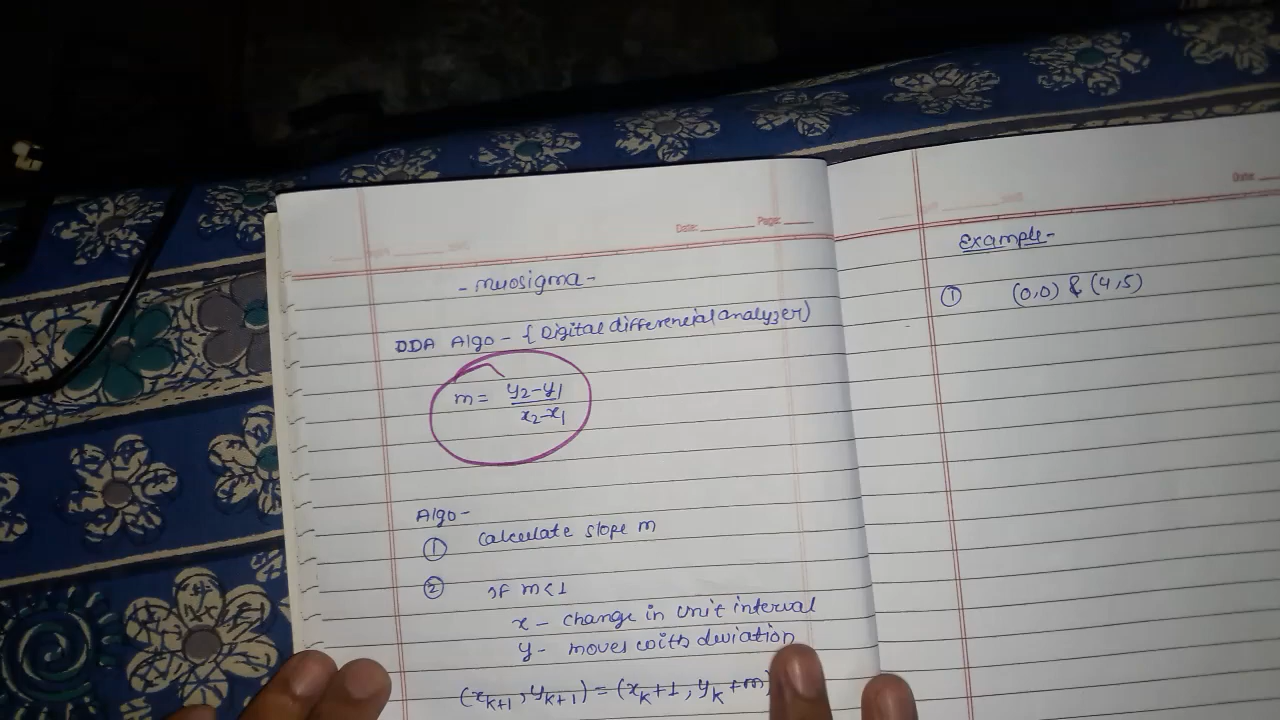 Date: Page:
- myosigma -
DDA Algo - { Digital differencial analyzer)
m = y2-y1
x2-x1
Algo -
① calculate slope m
② If m<1
x - change in unit interval
y - moves with deviation
(xk+1, yk+1) = (xk+1, yk+m)
Date:
Example-
① (0,0) & (4,5)